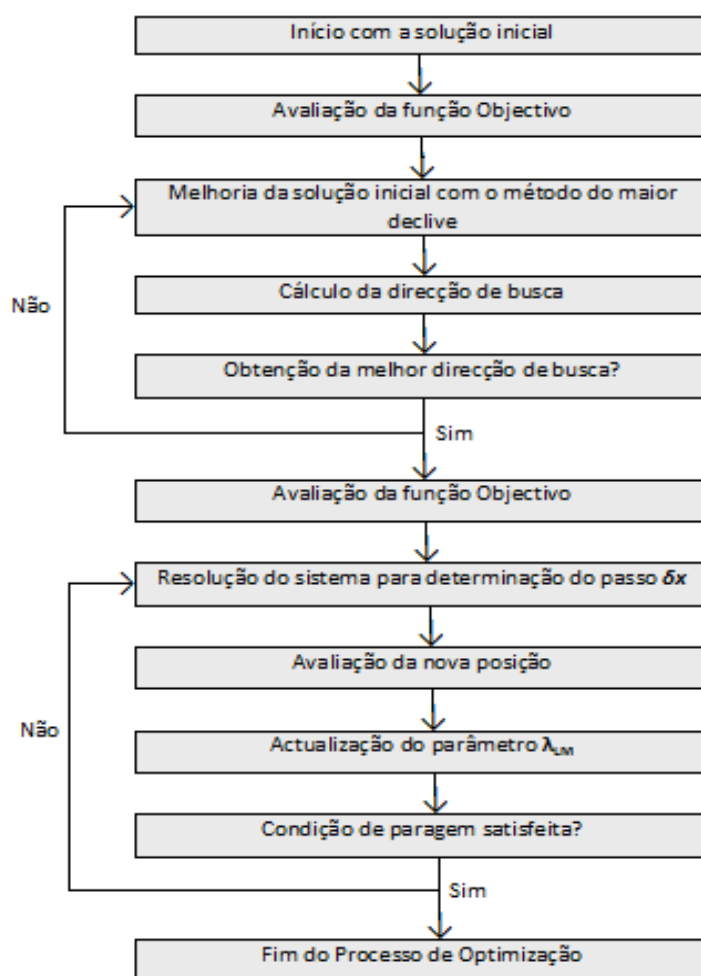 Início com a solução inicial
Avaliação da função Objectivo
Melhoria da solução inicial com o método do maior
declive
Cálculo da direcção de busca
Não
Obtenção da melhor direcção de busca?
Sim
Avaliação da função Objectivo
Resolução do sistema para determinação do passo δx
Avaliação da nova posição
Não
Actualização do parâmetro λLM
Condição de paragem satisfeita?
Sim
Fim do Processo de Optimização